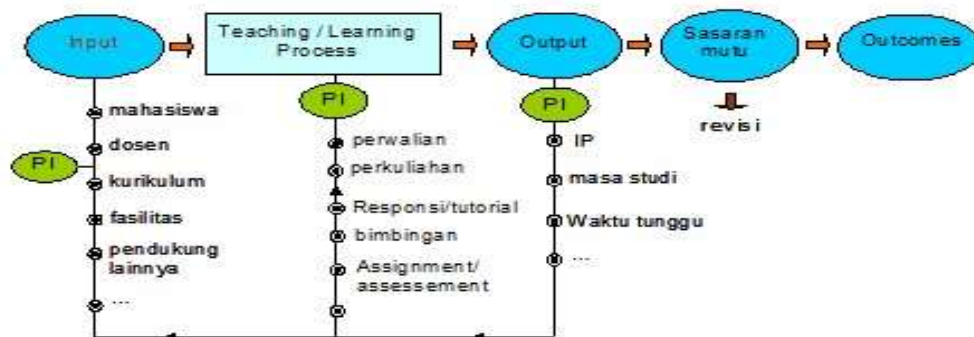 Input
Teaching / Learning
Process
Output
Sasaran
mutu
Outcomes
PI
mahasiswa
dosen
kurikulum
fasilitas
pendukung
lainnya
...
PI
perwalian
perkuliahan
Responsi/tutorial
bimbingan
Assignment/
assessement
PI
IP
masa studi
Waktu tunggu
...
revisi